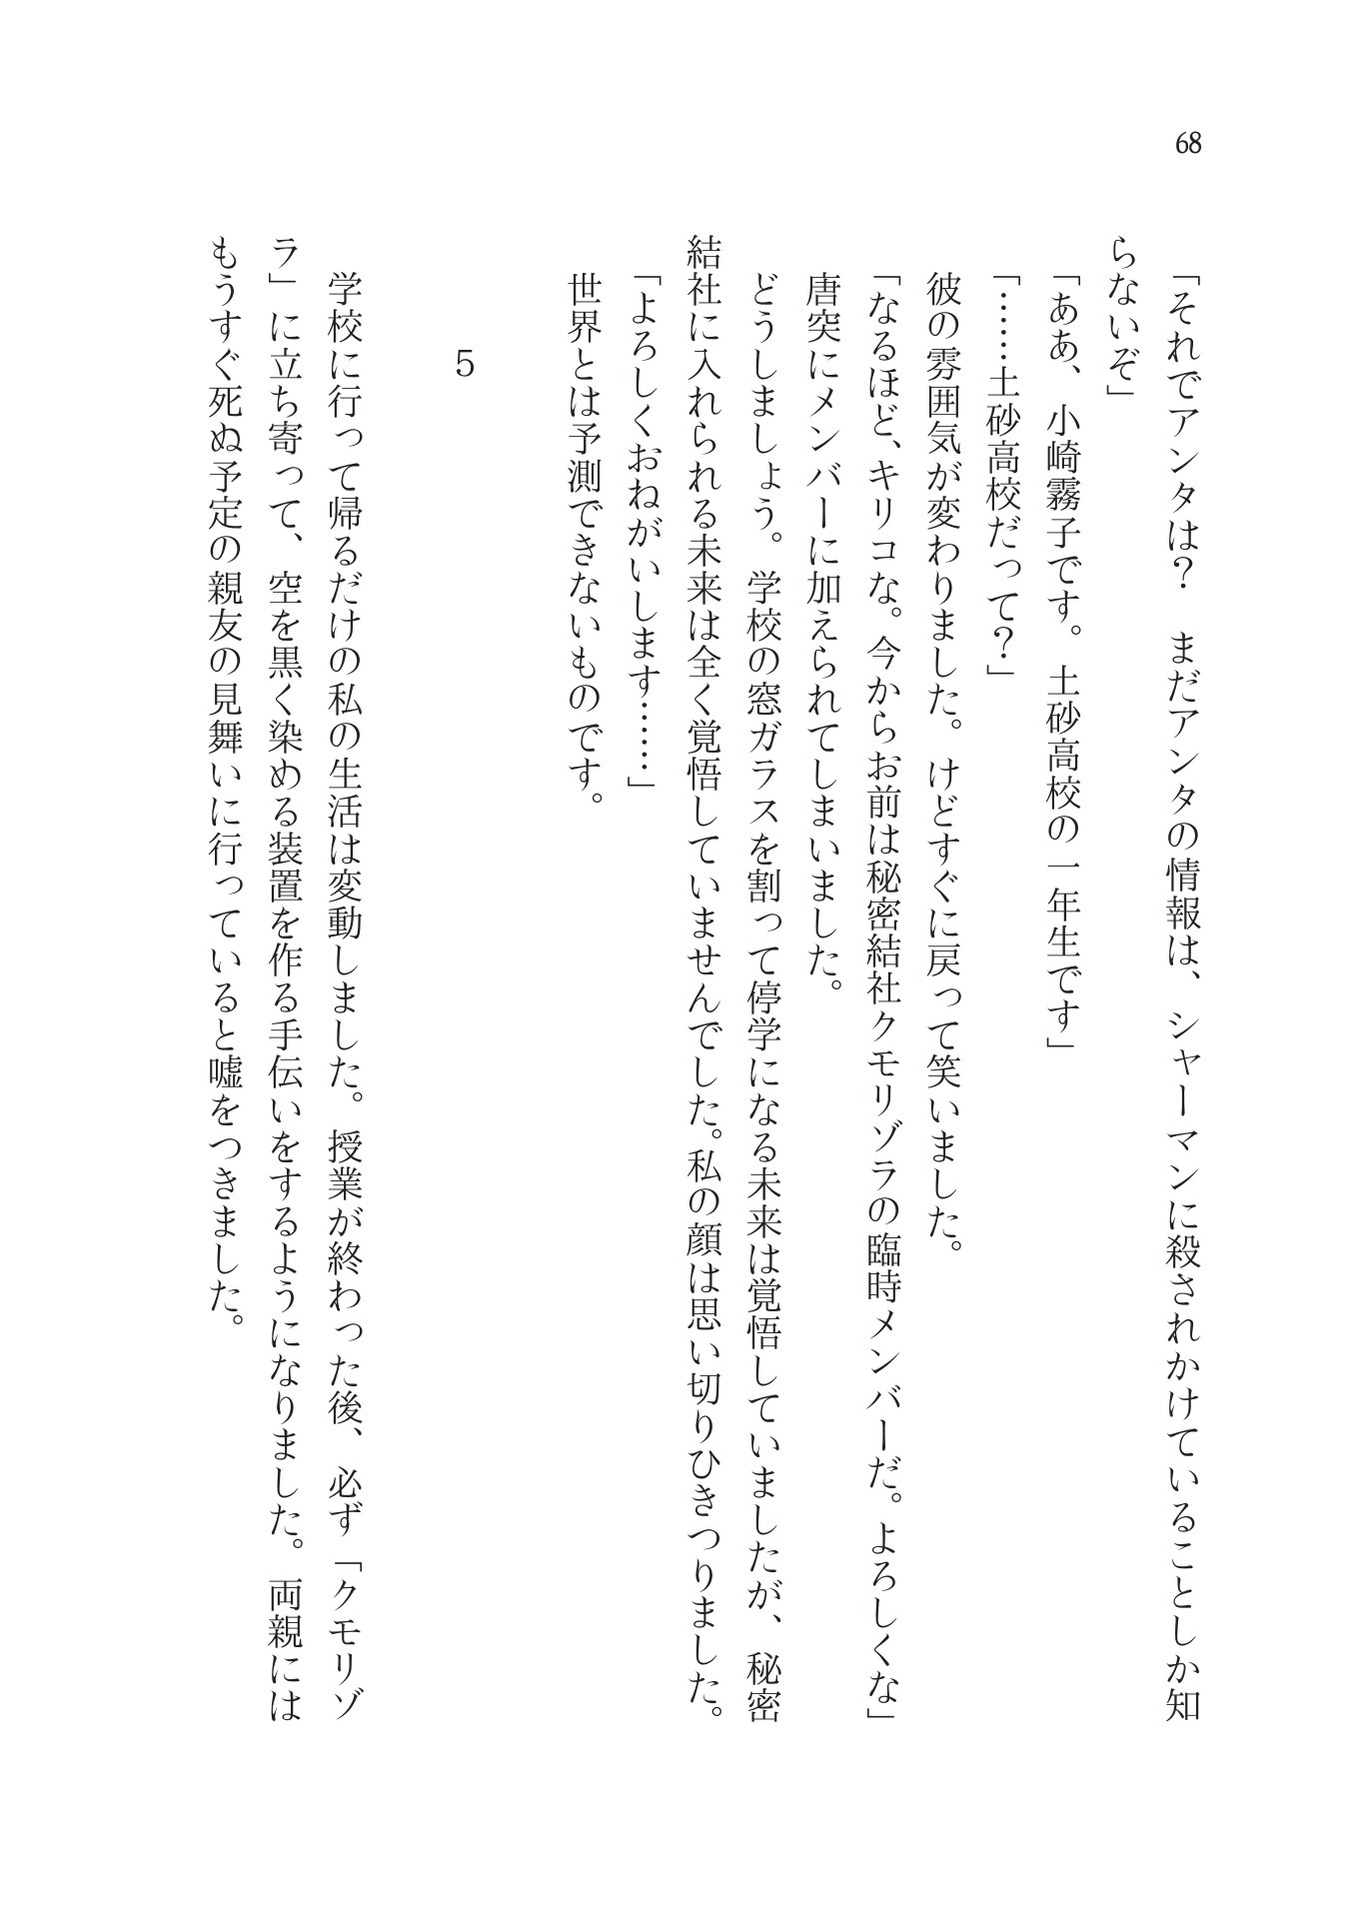 68
「それでアンタは?　まだアンタの情報は、シャーマンに殺されかけていることしか知
らないぞ」
「ああ、小崎霧子です。土砂高校の一年生です」
「……土砂高校だって?」
彼の雰囲気が変わりました。けどすぐに戻って笑いました。
「なるほど、キリコな。今からお前は秘密結社クモリゾラの臨時メンバーだ。よろしくな」
唐突にメンバーに加えられてしまいました。
どうしましょう。学校の窓ガラスを割って停学になる未来は覚悟していましたが、秘密
結社に入れられる未来は全く覚悟していませんでした。私の顔は思い切りひきつりました。
「よろしくおねがいします……」
世界とは予測できないものです。
5
学校に行って帰るだけの私の生活は変動しました。授業が終わった後、必ず「クモリゾ
ラ」に立ち寄って、空を黒く染める装置を作る手伝いをするようになりました。両親には
もうすぐ死ぬ予定の親友の見舞いに行っていると嘘をつきました。